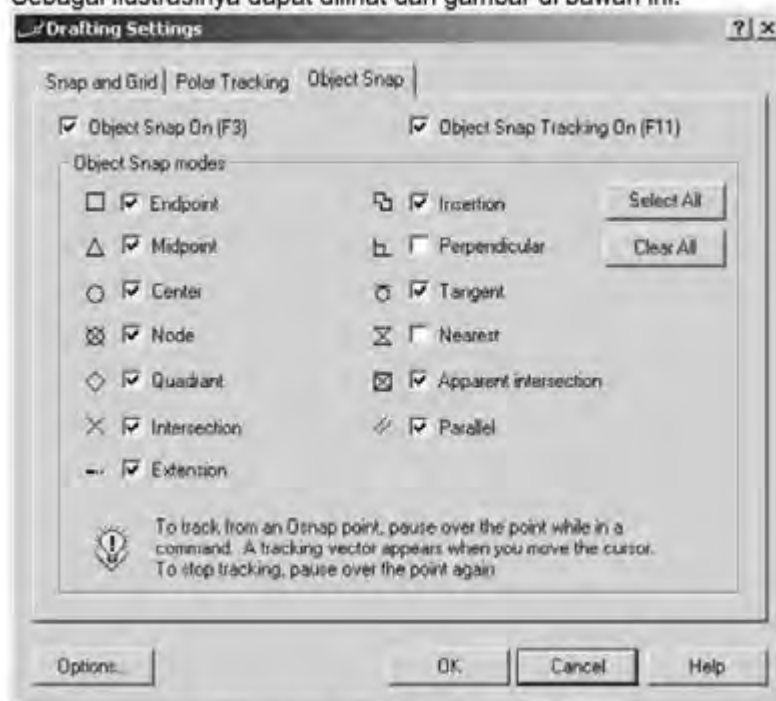 Sebagai ilustrasinya dapat dilihat dari gambar di bawah ini.
Drafting Settings
Snap and Grid Polar Tracking Object Snap
Object Snap On (F3) Object Snap Tracking On (F11)
Object Snap modes
Endpoint Insertion Select All
Midpoint Perpendicular Clear All
Center Tangent
Node Nearest
Quadrant Apparent intersection
Intersection Parallel
Extension
To track from an Osnap point, pause over the point while in a
command. A tracking vector appears when you move the cursor.
To stop tracking, pause over the point again
Options... OK Cancel Help